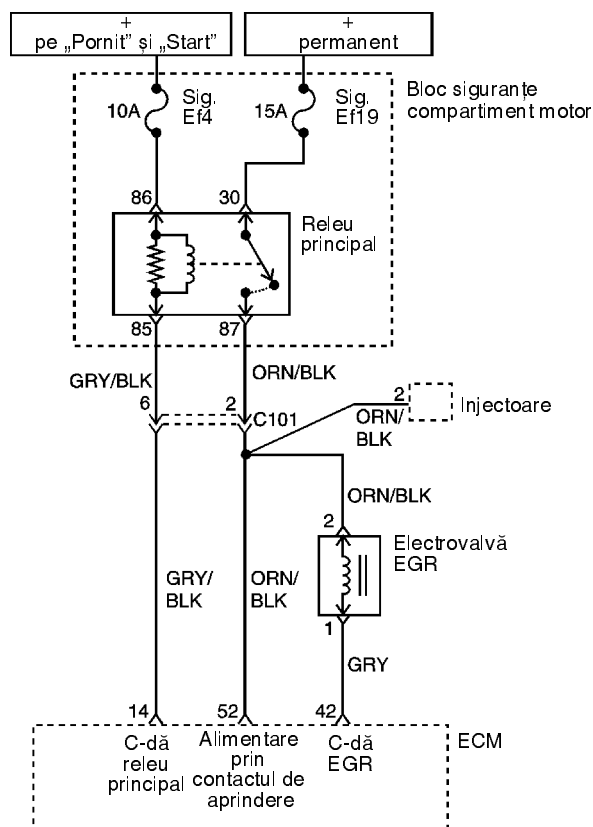 +
pe „Pornit” și „Start”
+
permanent
10A
Sig.
Ef4
15A
Sig.
Ef19
Bloc siguranțe
compartiment motor
86
30
Releu
principal
85
87
GRY/BLK
ORN/BLK
6
2
C101
2
ORN/
BLK
Injectoare
ORN/BLK
2
Electrovalvă
EGR
GRY/
BLK
ORN/
BLK
1
GRY
14
52
42
C-dă
releu
principal
Alimentare
prin
contactul de
aprindere
C-dă
EGR
ECM